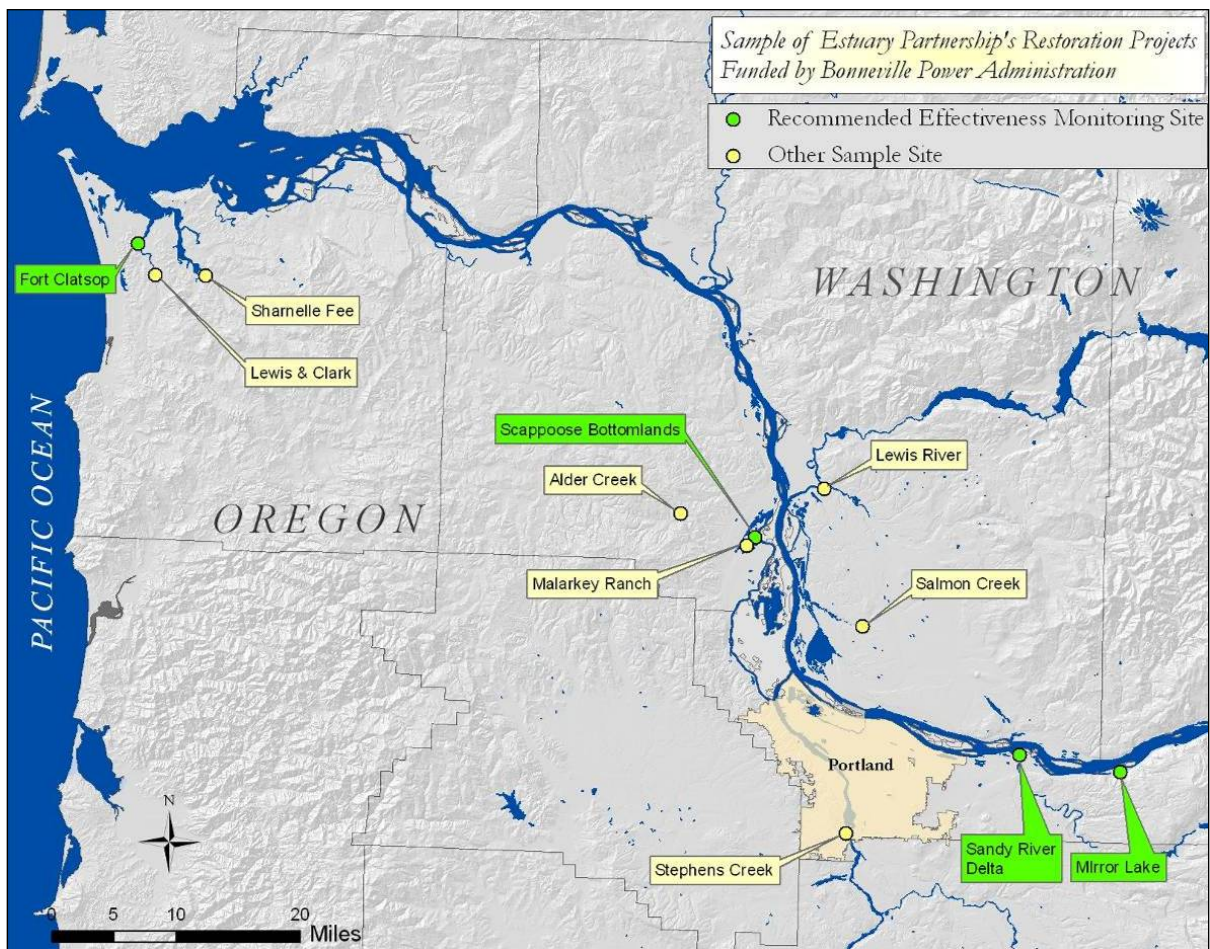 Sample of Estuary Partnership's Restoration Projects
Funded by Bonneville Power Administration
Recommended Effectiveness Monitoring Site
Other Sample Site
WASHINGTON
Fort Clatsop
Sharnelle Fee
Lewis & Clark
Scappoose Bottomlands
Lewis River
Alder Creek
OREGON
PACIFIC OCEAN
Malarkey Ranch
Salmon Creek
Portland
N
Stephens Creek
Sandy River
Delta
MIrror Lake
0 5 10 20
Miles